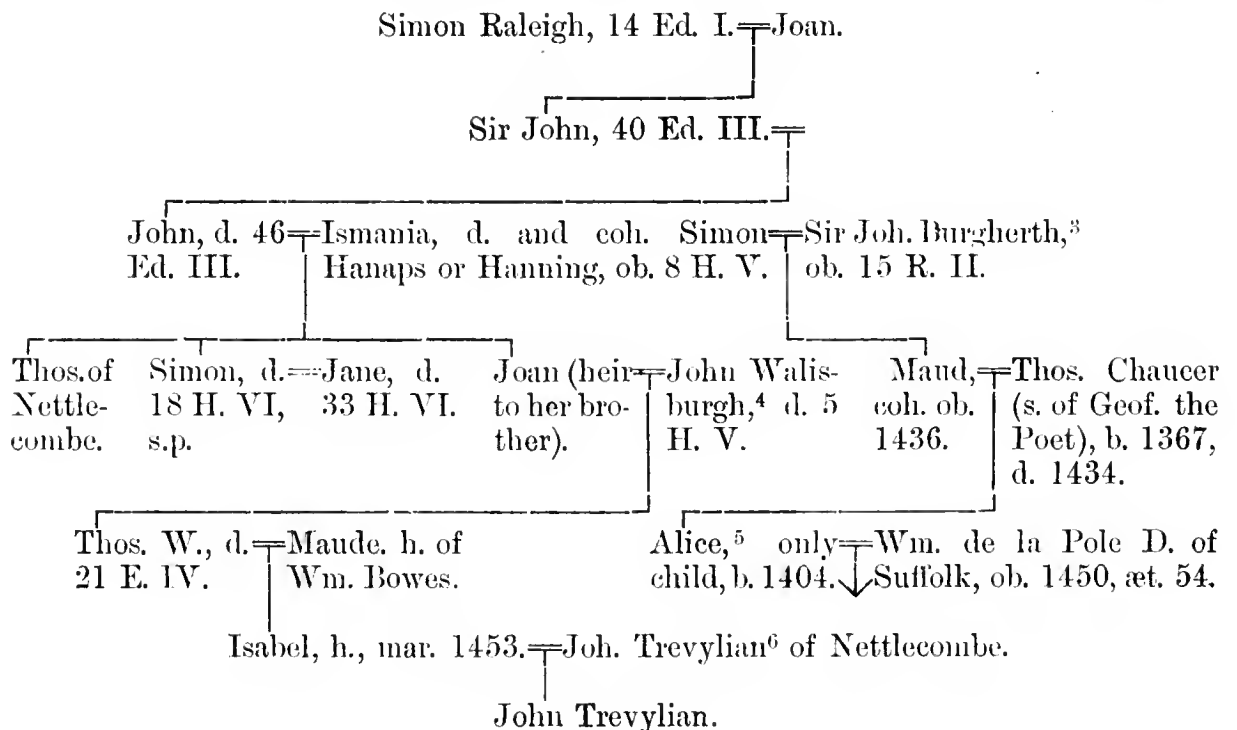 Simon Raleigh, 14 Ed. I.=Joan.
Sir John, 40 Ed. III.=
John, d. 46=Ismania, d. and coh. Simon=Sir Joh. Burgherth,³
Ed. III. Hanaps or Hanning, ob. 8 H. V. ob. 15 R. II.
Thos. of Simon, d.=Jane, d. Joan (heir=John Walis- Maud,=Thos. Chaucer
Nettle- 18 H. VI, 33 H. VI. to her bro- burgh,⁴ d. 5 coh. ob. (s. of Geof. the
combe. s.p. ther). H. V. 1436. Poet), b. 1367,
d. 1434.
Thos. W., d.=Maude. h. of Alice,⁵ only=Wm. de la Pole D. of
21 E. IV. Wm. Bowes. child, b. 1404. Suffolk, ob. 1450, æt. 54.
Isabel, h., mar. 1453.=Joh. Trevylian⁶ of Nettlecombe.
John Trevylian.